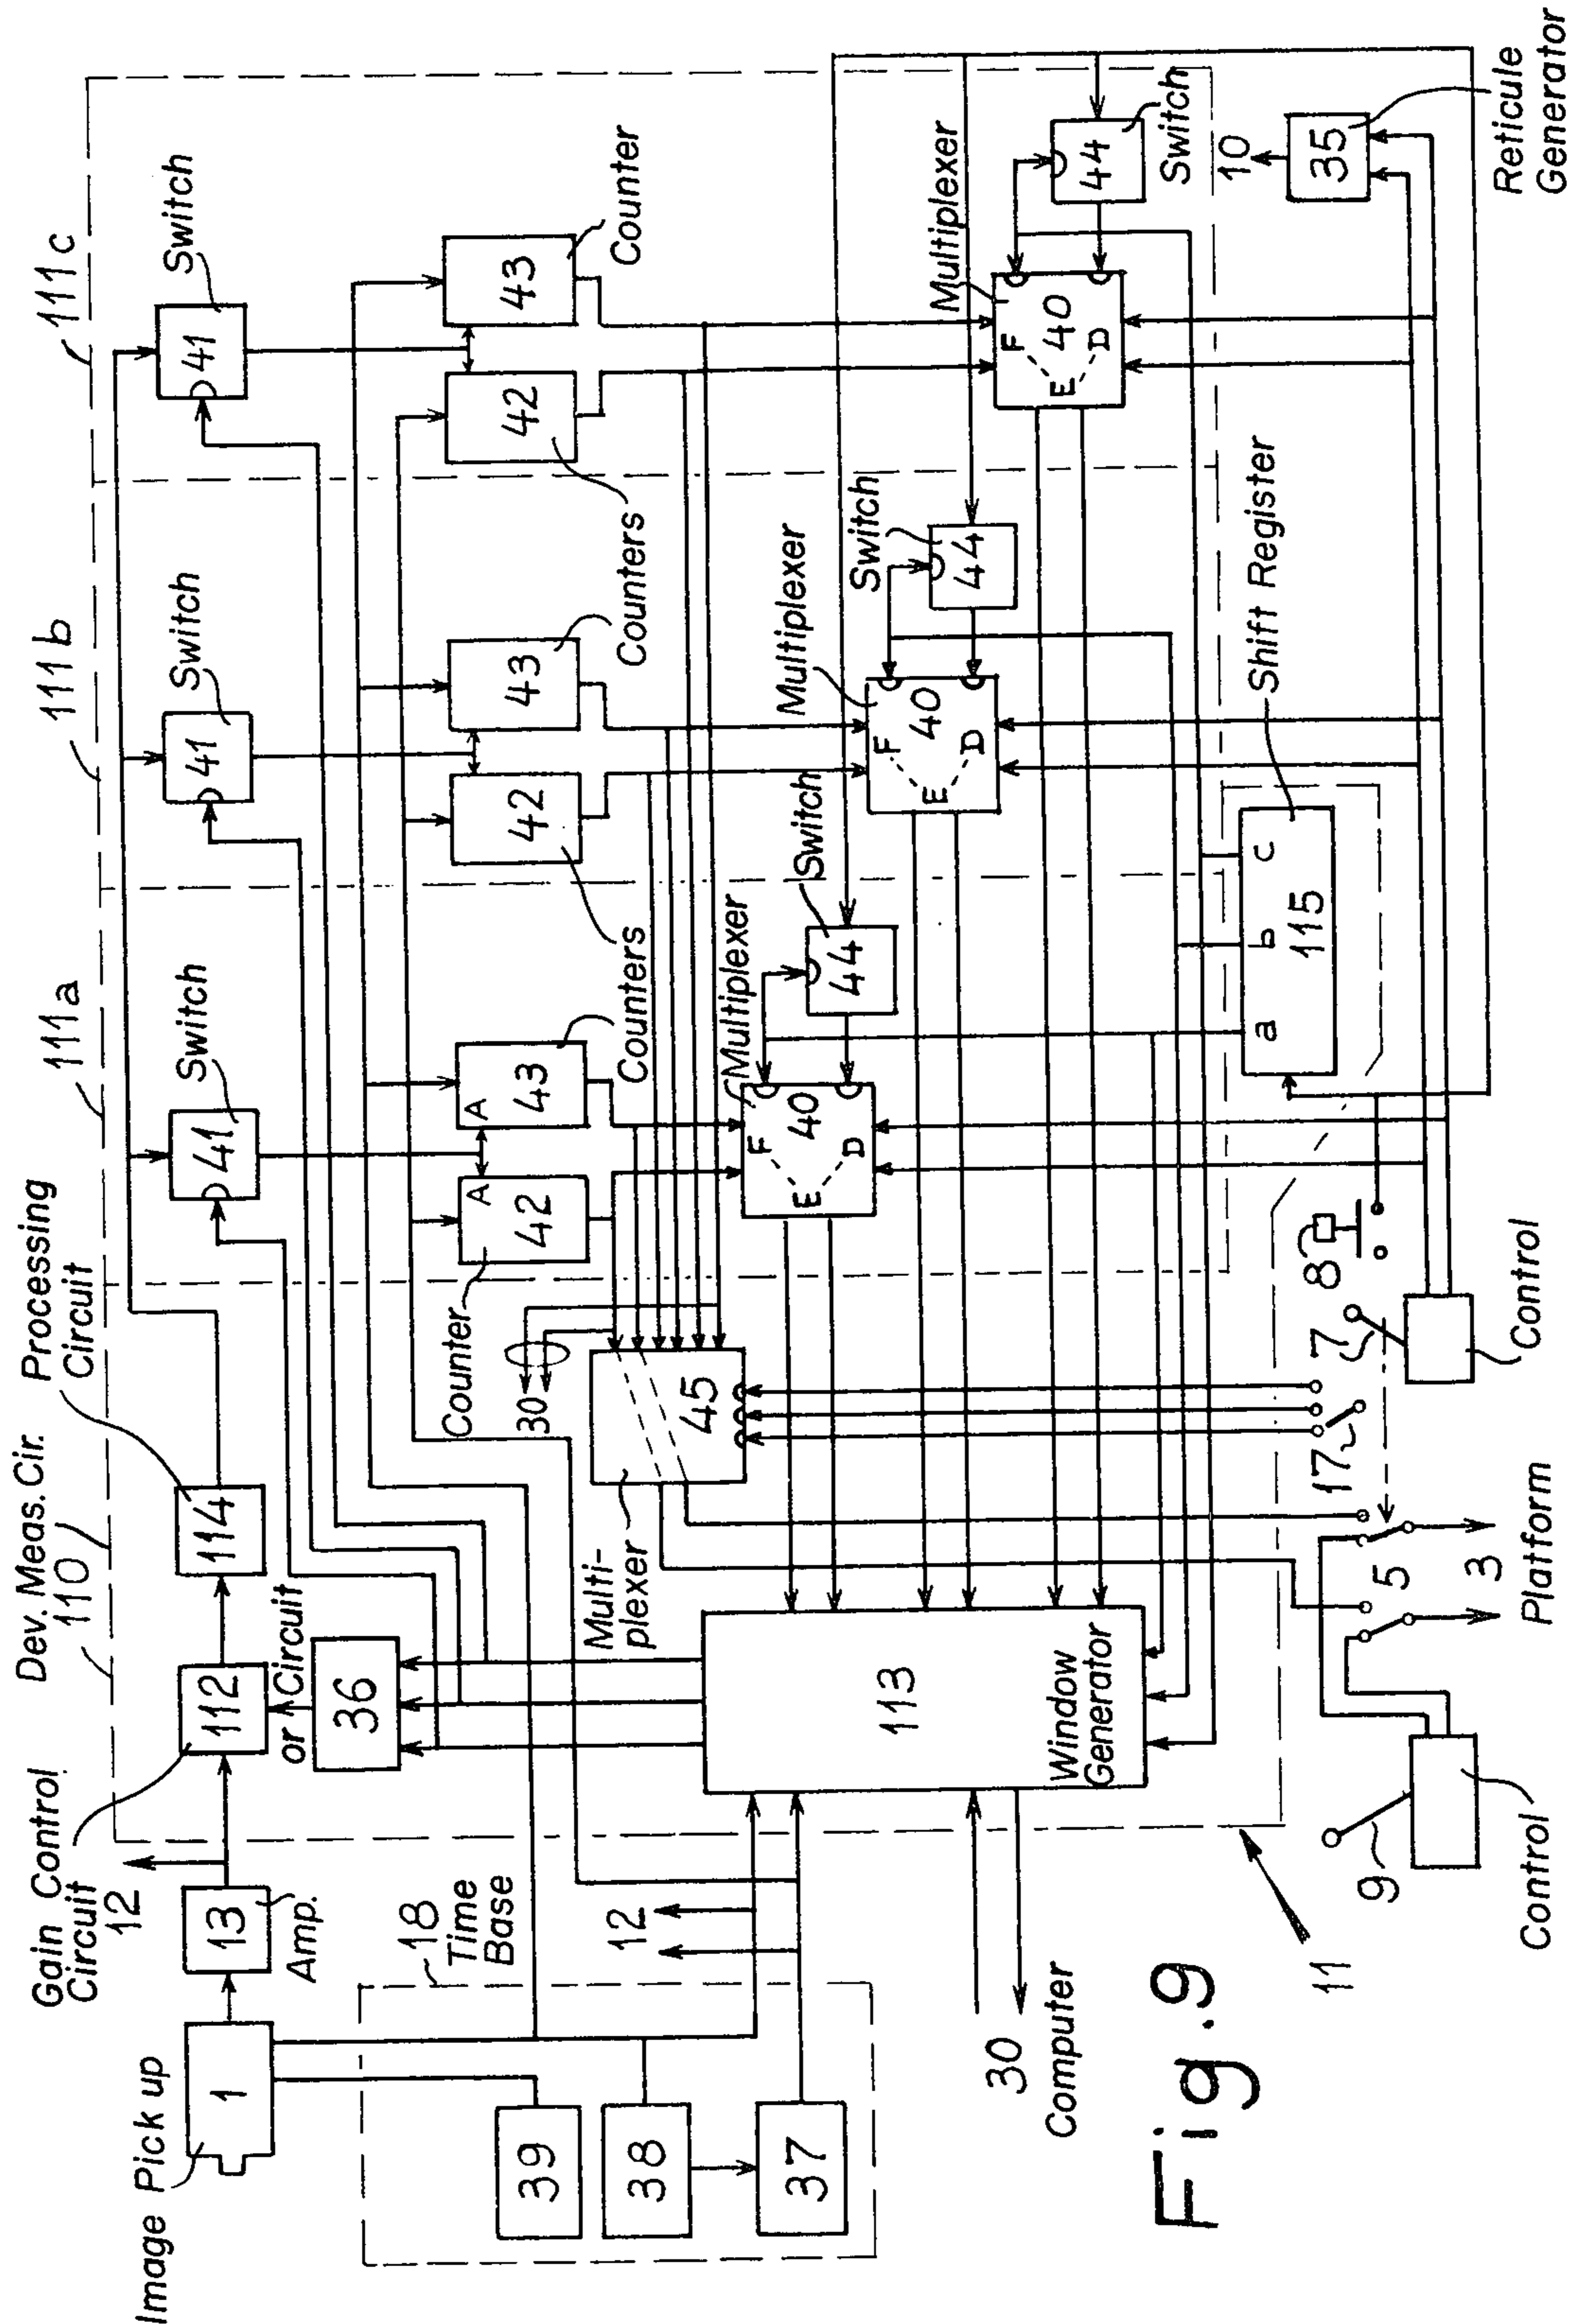 Image Pick up
1
Gain Control
Circuit
12
13
Amp.
Dev. Meas. Cir.
110
112
or Circuit
36
Processing
Circuit
114
111a
111b
111c
Switch
41
Switch
41
Switch
41
18
Time
Base
39
38
37
12
Counter
A
42
A
43
Counters
42
43
Counters
42
43
Counters
Counter
30
Multi-
plexer
45
Multiplexer
F
E
D
40
Switch
44
Multiplexer
F
E
D
40
Switch
44
Multiplexer
F
E
D
40
Switch
44
113
Window
Generator
30
Computer
Shift Register
a
b
c
115
10
35
Reticule
Generator
17
7
8
Control
5
3
Platform
9
Control
11
Fig.9